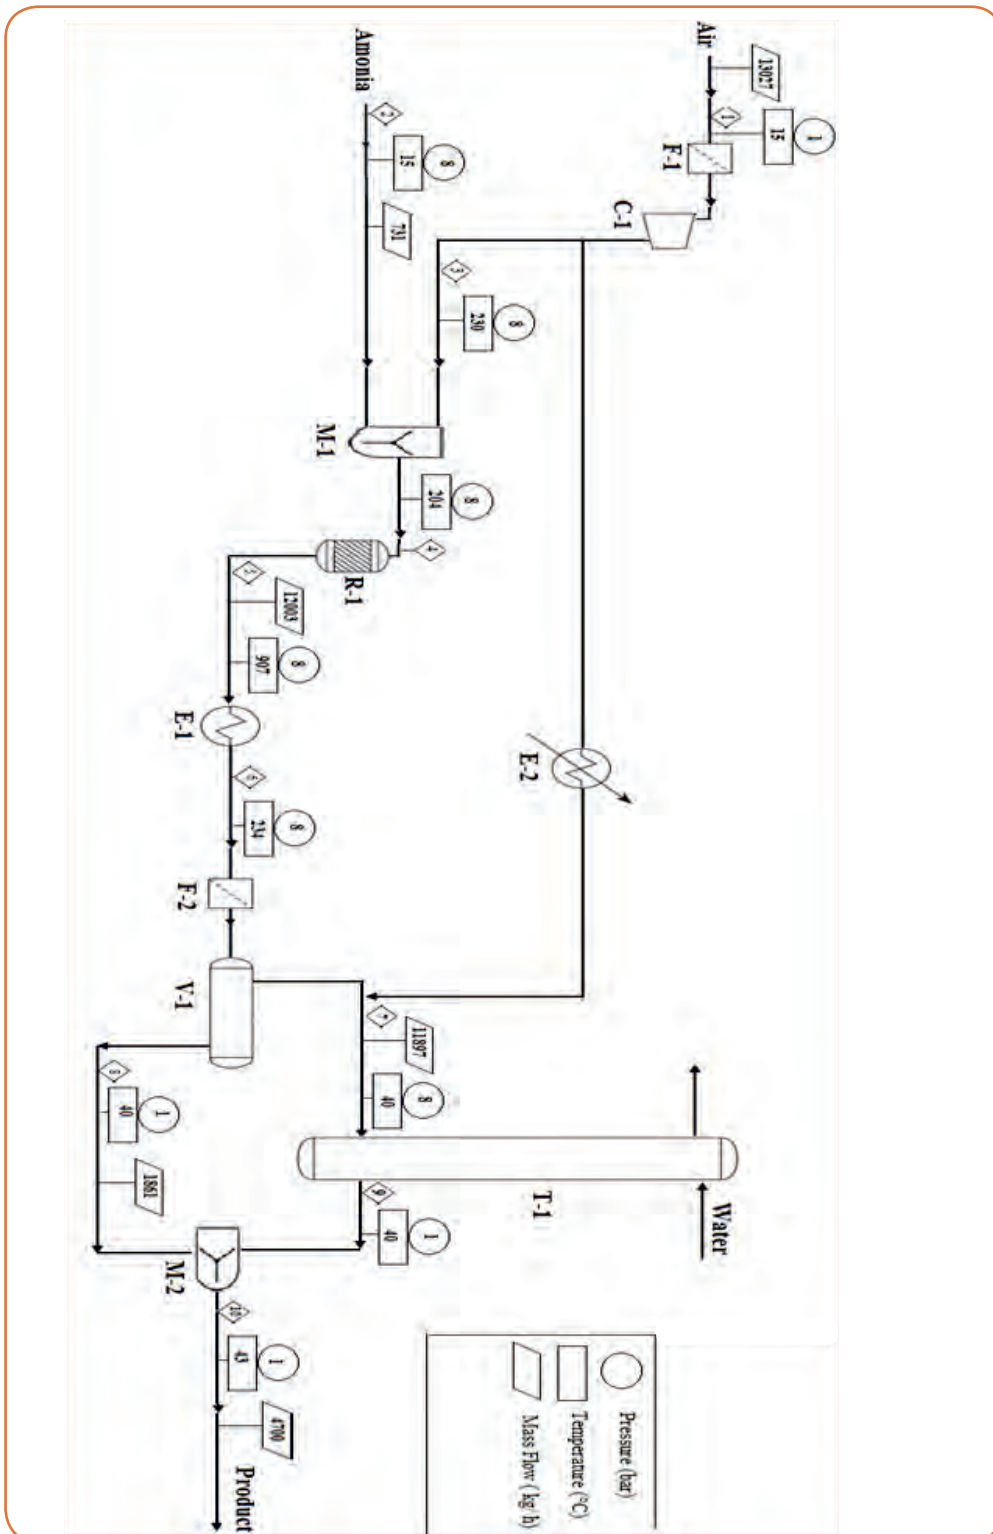 Air
13027
1
15
1
F-1
C-1
Amonia
2
15
8
731
3
230
8
M-1
204
8
4
R-1
5
12003
907
8
E-1
6
234
8
F-2
E-2
V-1
7
11897
40
8
8
40
1
1861
T-1
Water
9
40
1
M-2
10
43
1
4700
Product
Pressure (bar)
Temperature (°C)
Mass Flow ( kg/ h)